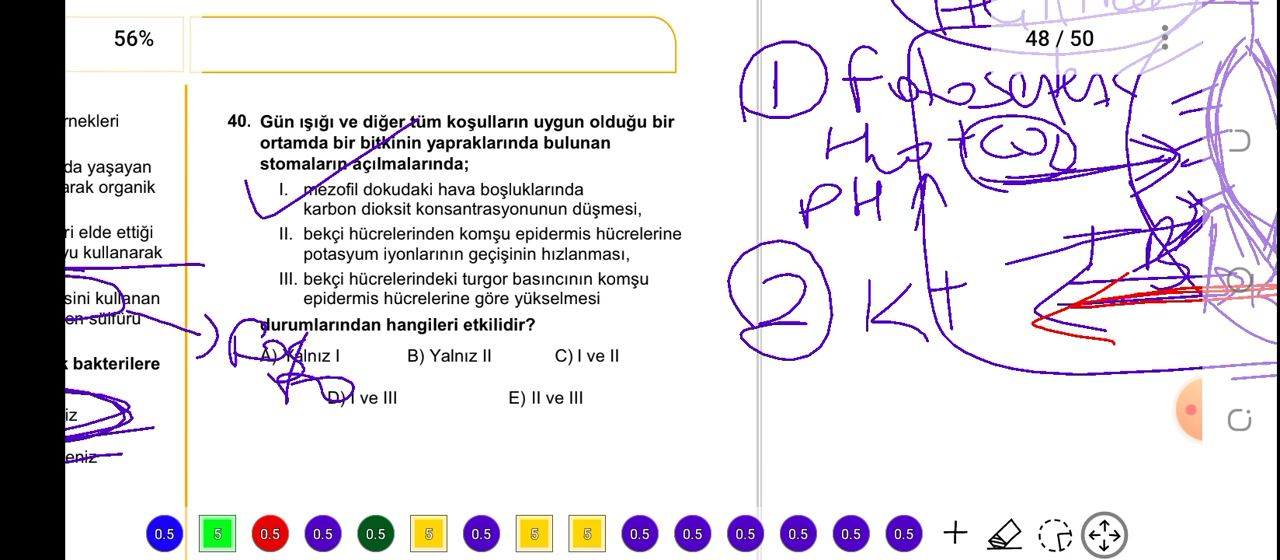 56%
48 / 50
rnekleri
da yaşayan
arak organik
ri elde ettiği
vu kullanarak
sini kullanan
on sülfürü
k bakterilere
iz
eniz
40. Gün ışığı ve diğer tüm koşulların uygun olduğu bir
ortamda bir bitkinin yapraklarında bulunan
stomaların açılmalarında;
I. mezofil dokudaki hava boşluklarında
karbon dioksit konsantrasyonunun düşmesi,
II. bekçi hücrelerinden komşu epidermis hücrelerine
potasyum iyonlarının geçişinin hızlanması,
III. bekçi hücrelerindeki turgor basıncının komşu
epidermis hücrelerine göre yükselmesi
durumlarından hangileri etkilidir?
A) Yalnız I B) Yalnız II C) I ve II
D) I ve III E) II ve III
1 fotosentez
H2O + CO2
PH
2 K+
0.5 5 0.5 0.5 0.5 5 0.5 5 5 0.5 0.5 0.5 0.5 0.5 0.5